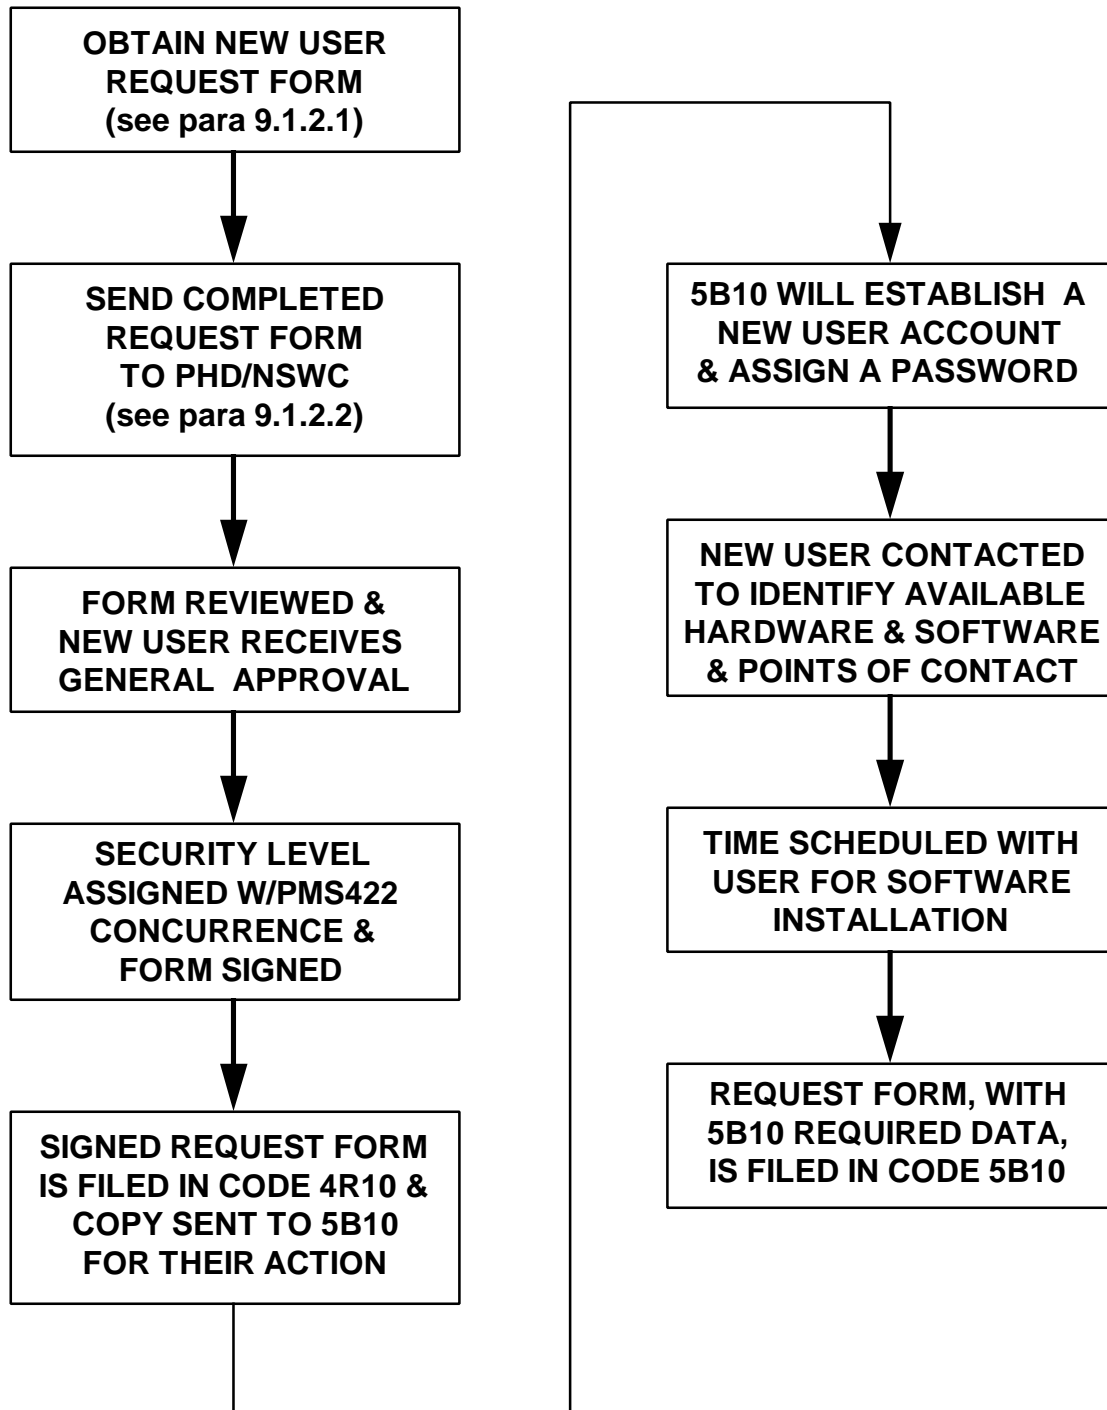 OBTAIN NEW USER
REQUEST FORM
(see para 9.1.2.1)
SEND COMPLETED
REQUEST FORM
TO PHD/NSWC
(see para 9.1.2.2)
FORM REVIEWED &
NEW USER RECEIVES
GENERAL APPROVAL
SECURITY LEVEL
ASSIGNED W/PMS422
CONCURRENCE &
FORM SIGNED
SIGNED REQUEST FORM
IS FILED IN CODE 4R10 &
COPY SENT TO 5B10
FOR THEIR ACTION
5B10 WILL ESTABLISH A
NEW USER ACCOUNT
& ASSIGN A PASSWORD
NEW USER CONTACTED
TO IDENTIFY AVAILABLE
HARDWARE & SOFTWARE
& POINTS OF CONTACT
TIME SCHEDULED WITH
USER FOR SOFTWARE
INSTALLATION
REQUEST FORM, WITH
5B10 REQUIRED DATA,
IS FILED IN CODE 5B10